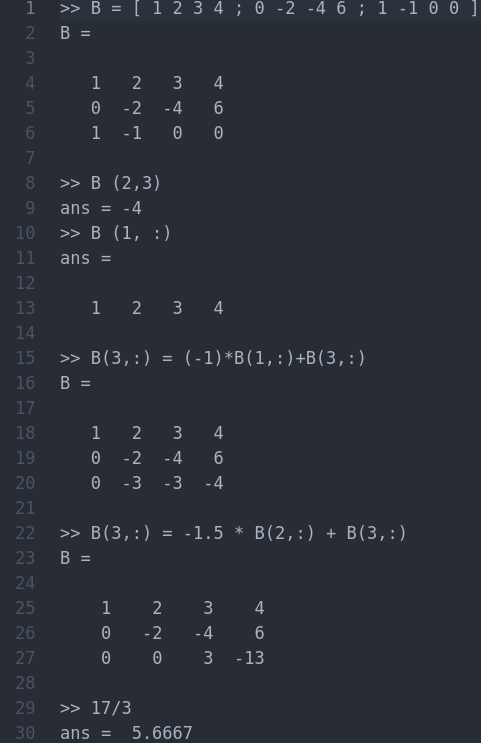 1 >> B = [ 1 2 3 4 ; 0 -2 -4 6 ; 1 -1 0 0 ]
2 B =
3
4 1 2 3 4
5 0 -2 -4 6
6 1 -1 0 0
7
8 >> B (2,3)
9 ans = -4
10 >> B (1, :)
11 ans =
12
13 1 2 3 4
14
15 >> B(3,:) = (-1)*B(1,:)+B(3,:)
16 B =
17
18 1 2 3 4
19 0 -2 -4 6
20 0 -3 -3 -4
21
22 >> B(3,:) = -1.5 * B(2,:) + B(3,:)
23 B =
24
25 1 2 3 4
26 0 -2 -4 6
27 0 0 3 -13
28
29 >> 17/3
30 ans = 5.6667